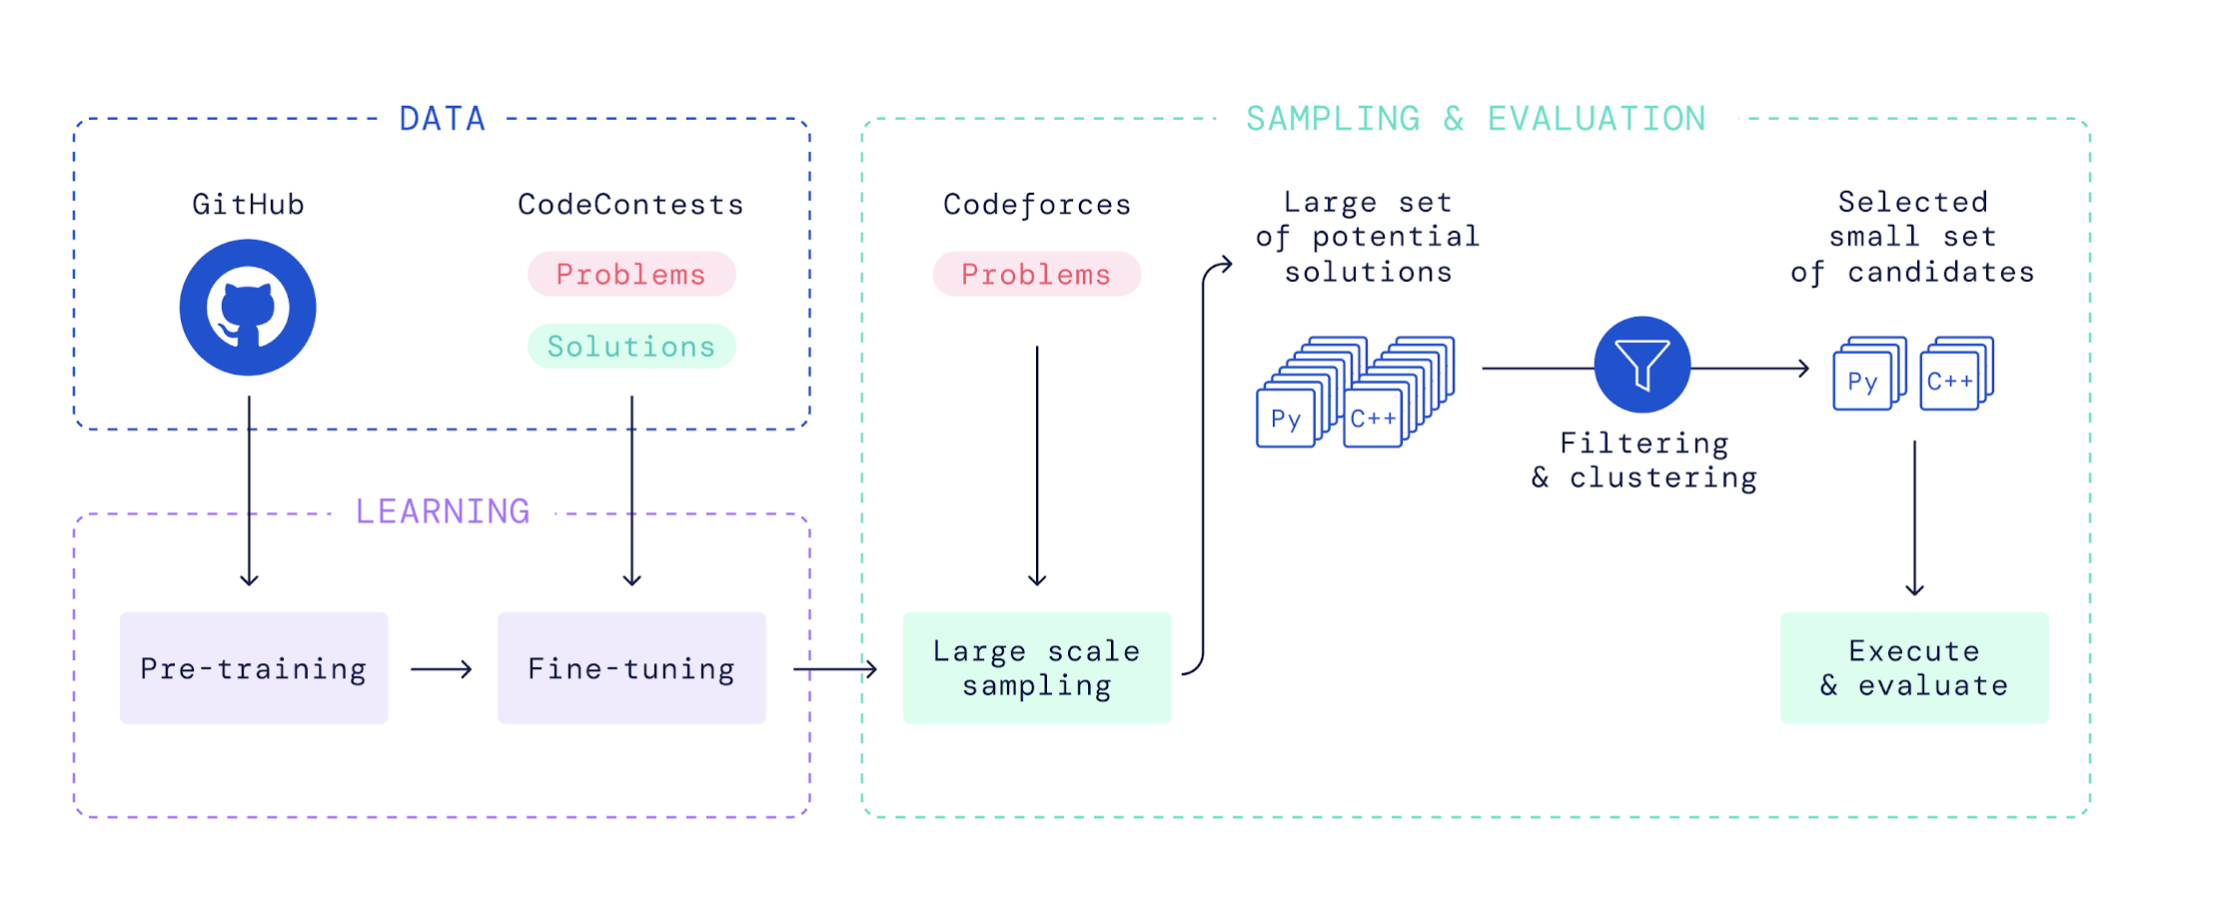 DATA
GitHub
CodeContests
Problems
Solutions
LEARNING
Pre-training
Fine-tuning
SAMPLING & EVALUATION
Codeforces
Problems
Large scale
sampling
Large set
of potential
solutions
Py
C++
Filtering
& clustering
Selected
small set
of candidates
Py
C++
Execute
& evaluate